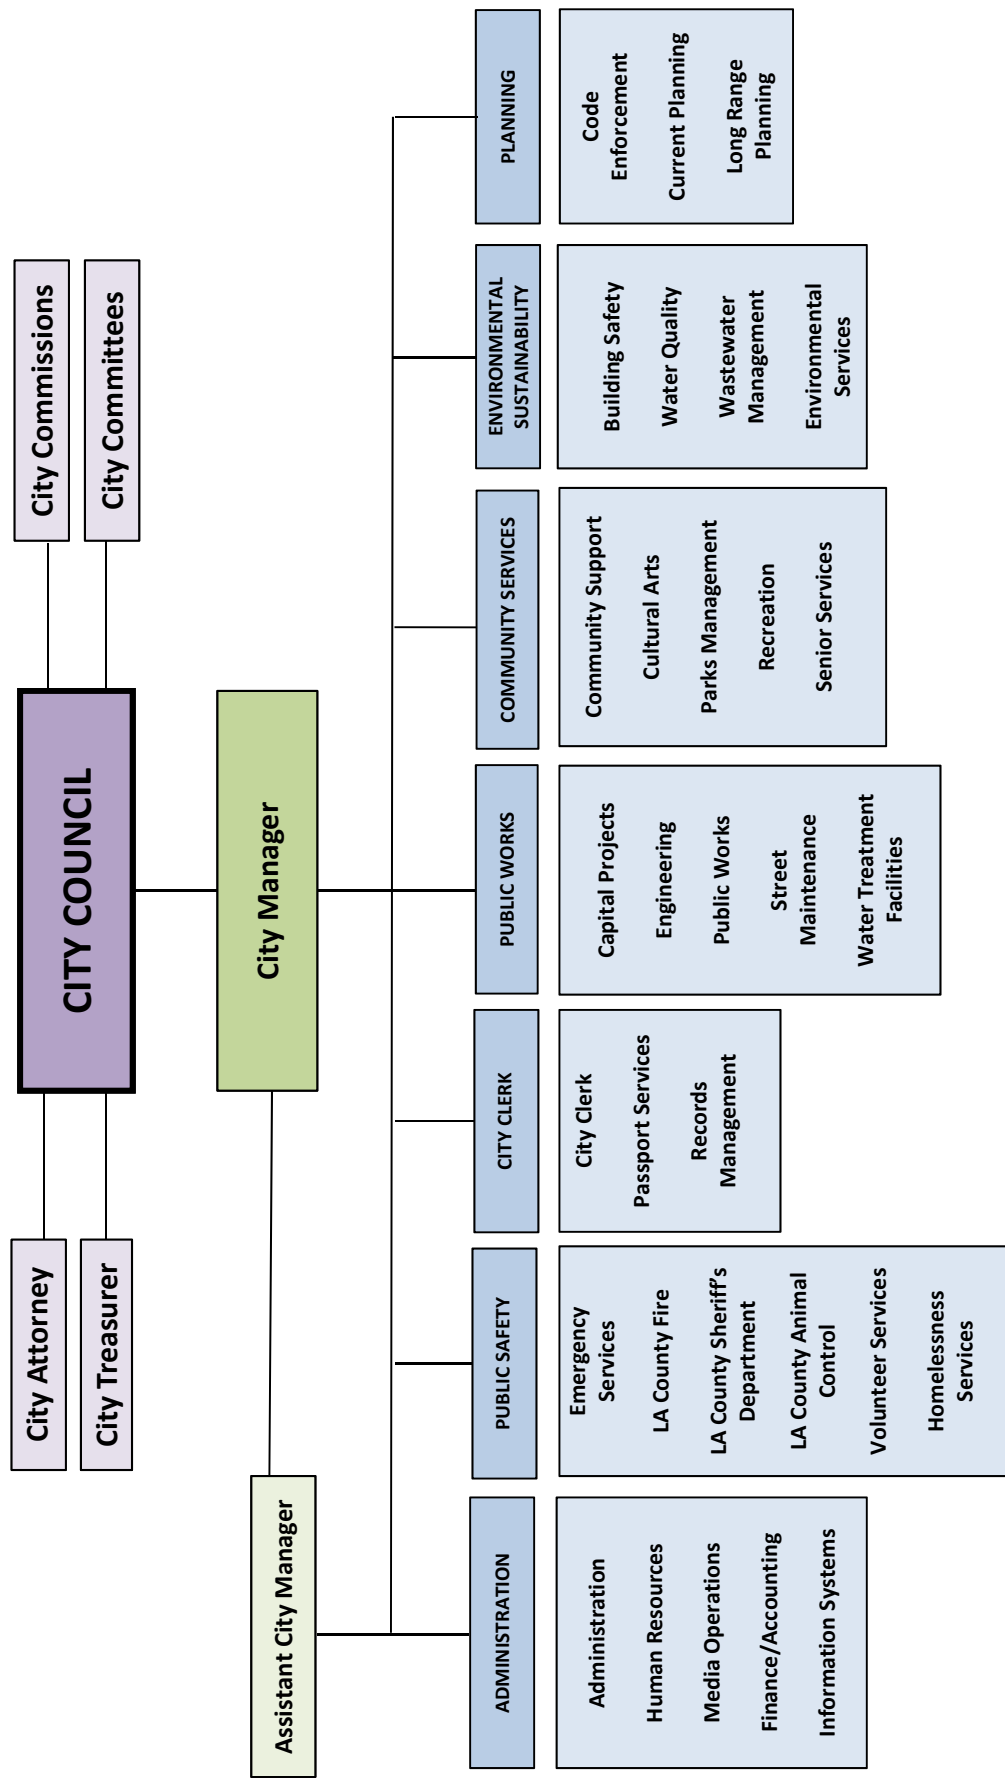 City Attorney
City Treasurer
CITY COUNCIL
City Commissions
City Committees
Assistant City Manager
City Manager
ADMINISTRATION
Administration
Human Resources
Media Operations
Finance/Accounting
Information Systems
PUBLIC SAFETY
Emergency
Services
LA County Fire
LA County Sheriff's
Department
LA County Animal
Control
Volunteer Services
Homelessness
Services
CITY CLERK
City Clerk
Passport Services
Records
Management
PUBLIC WORKS
Capital Projects
Engineering
Public Works
Street
Maintenance
Water Treatment
Facilities
COMMUNITY SERVICES
Community Support
Cultural Arts
Parks Management
Recreation
Senior Services
ENVIRONMENTAL
SUSTAINABILITY
Building Safety
Water Quality
Wastewater
Management
Environmental
Services
PLANNING
Code
Enforcement
Current Planning
Long Range
Planning